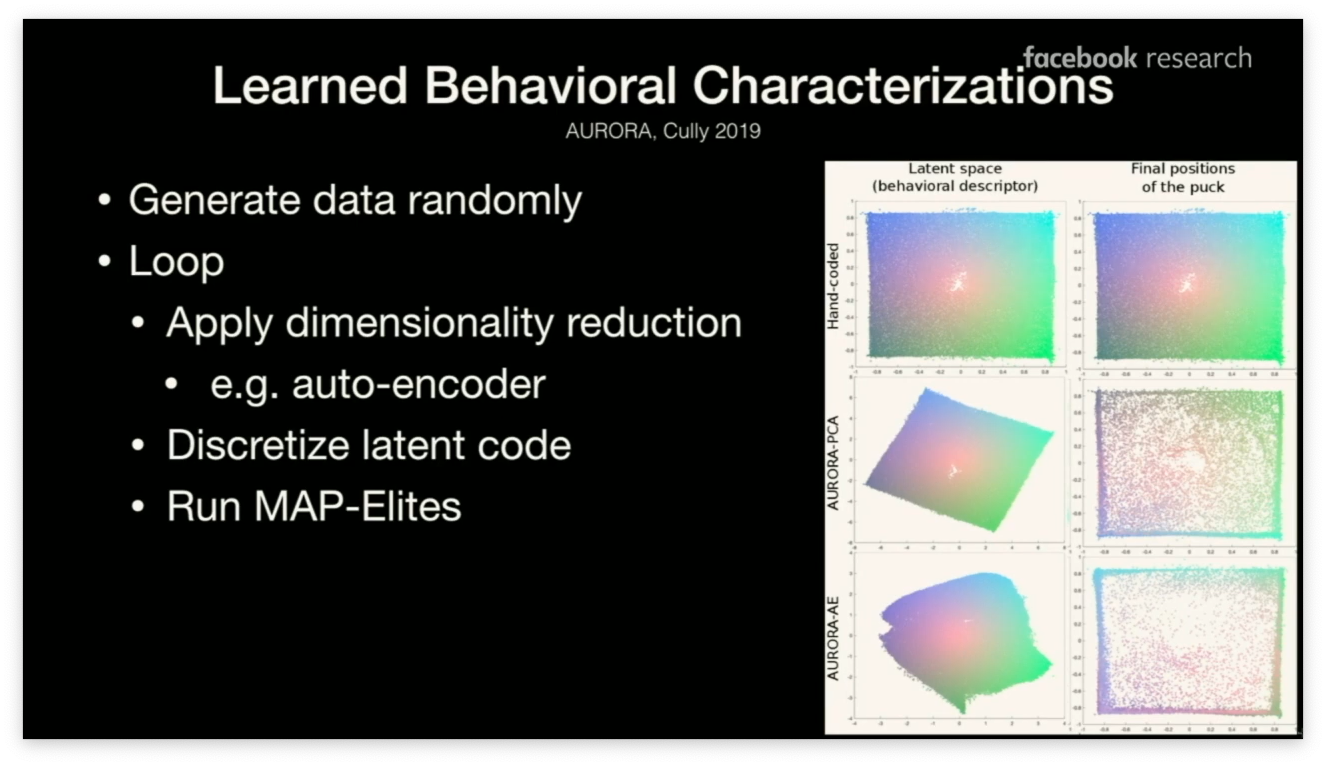 facebook research
Learned Behavioral Characterizations
AURORA, Cully 2019
• Generate data randomly
• Loop
• Apply dimensionality reduction
• e.g. auto-encoder
• Discretize latent code
• Run MAP-Elites
Latent space
(behavioral descriptor)
Final positions
of the puck
Hand-coded
AURORA-PCA
AURORA-AE